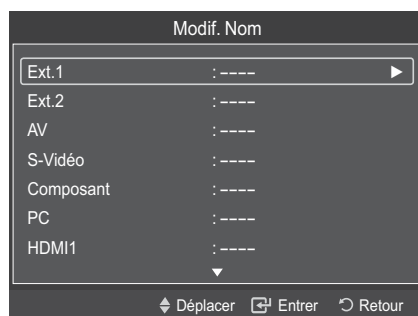 Modif. Nom
Ext.1 : ---- ►
Ext.2 : ----
AV : ----
S-Vidéo : ----
Composant : ----
PC : ----
HDMI1 : ----
▼
Déplacer Entrer Retour